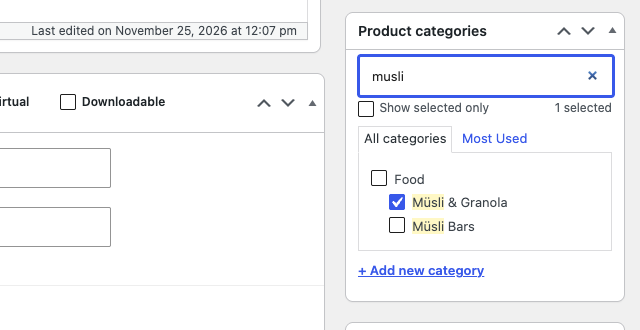 Last edited on November 25, 2026 at 12:07 pm
Product categories
musli
Show selected only 1 selected
Downloadable
All categories Most Used
Food
Müsli & Granola
Müsli Bars
+ Add new category